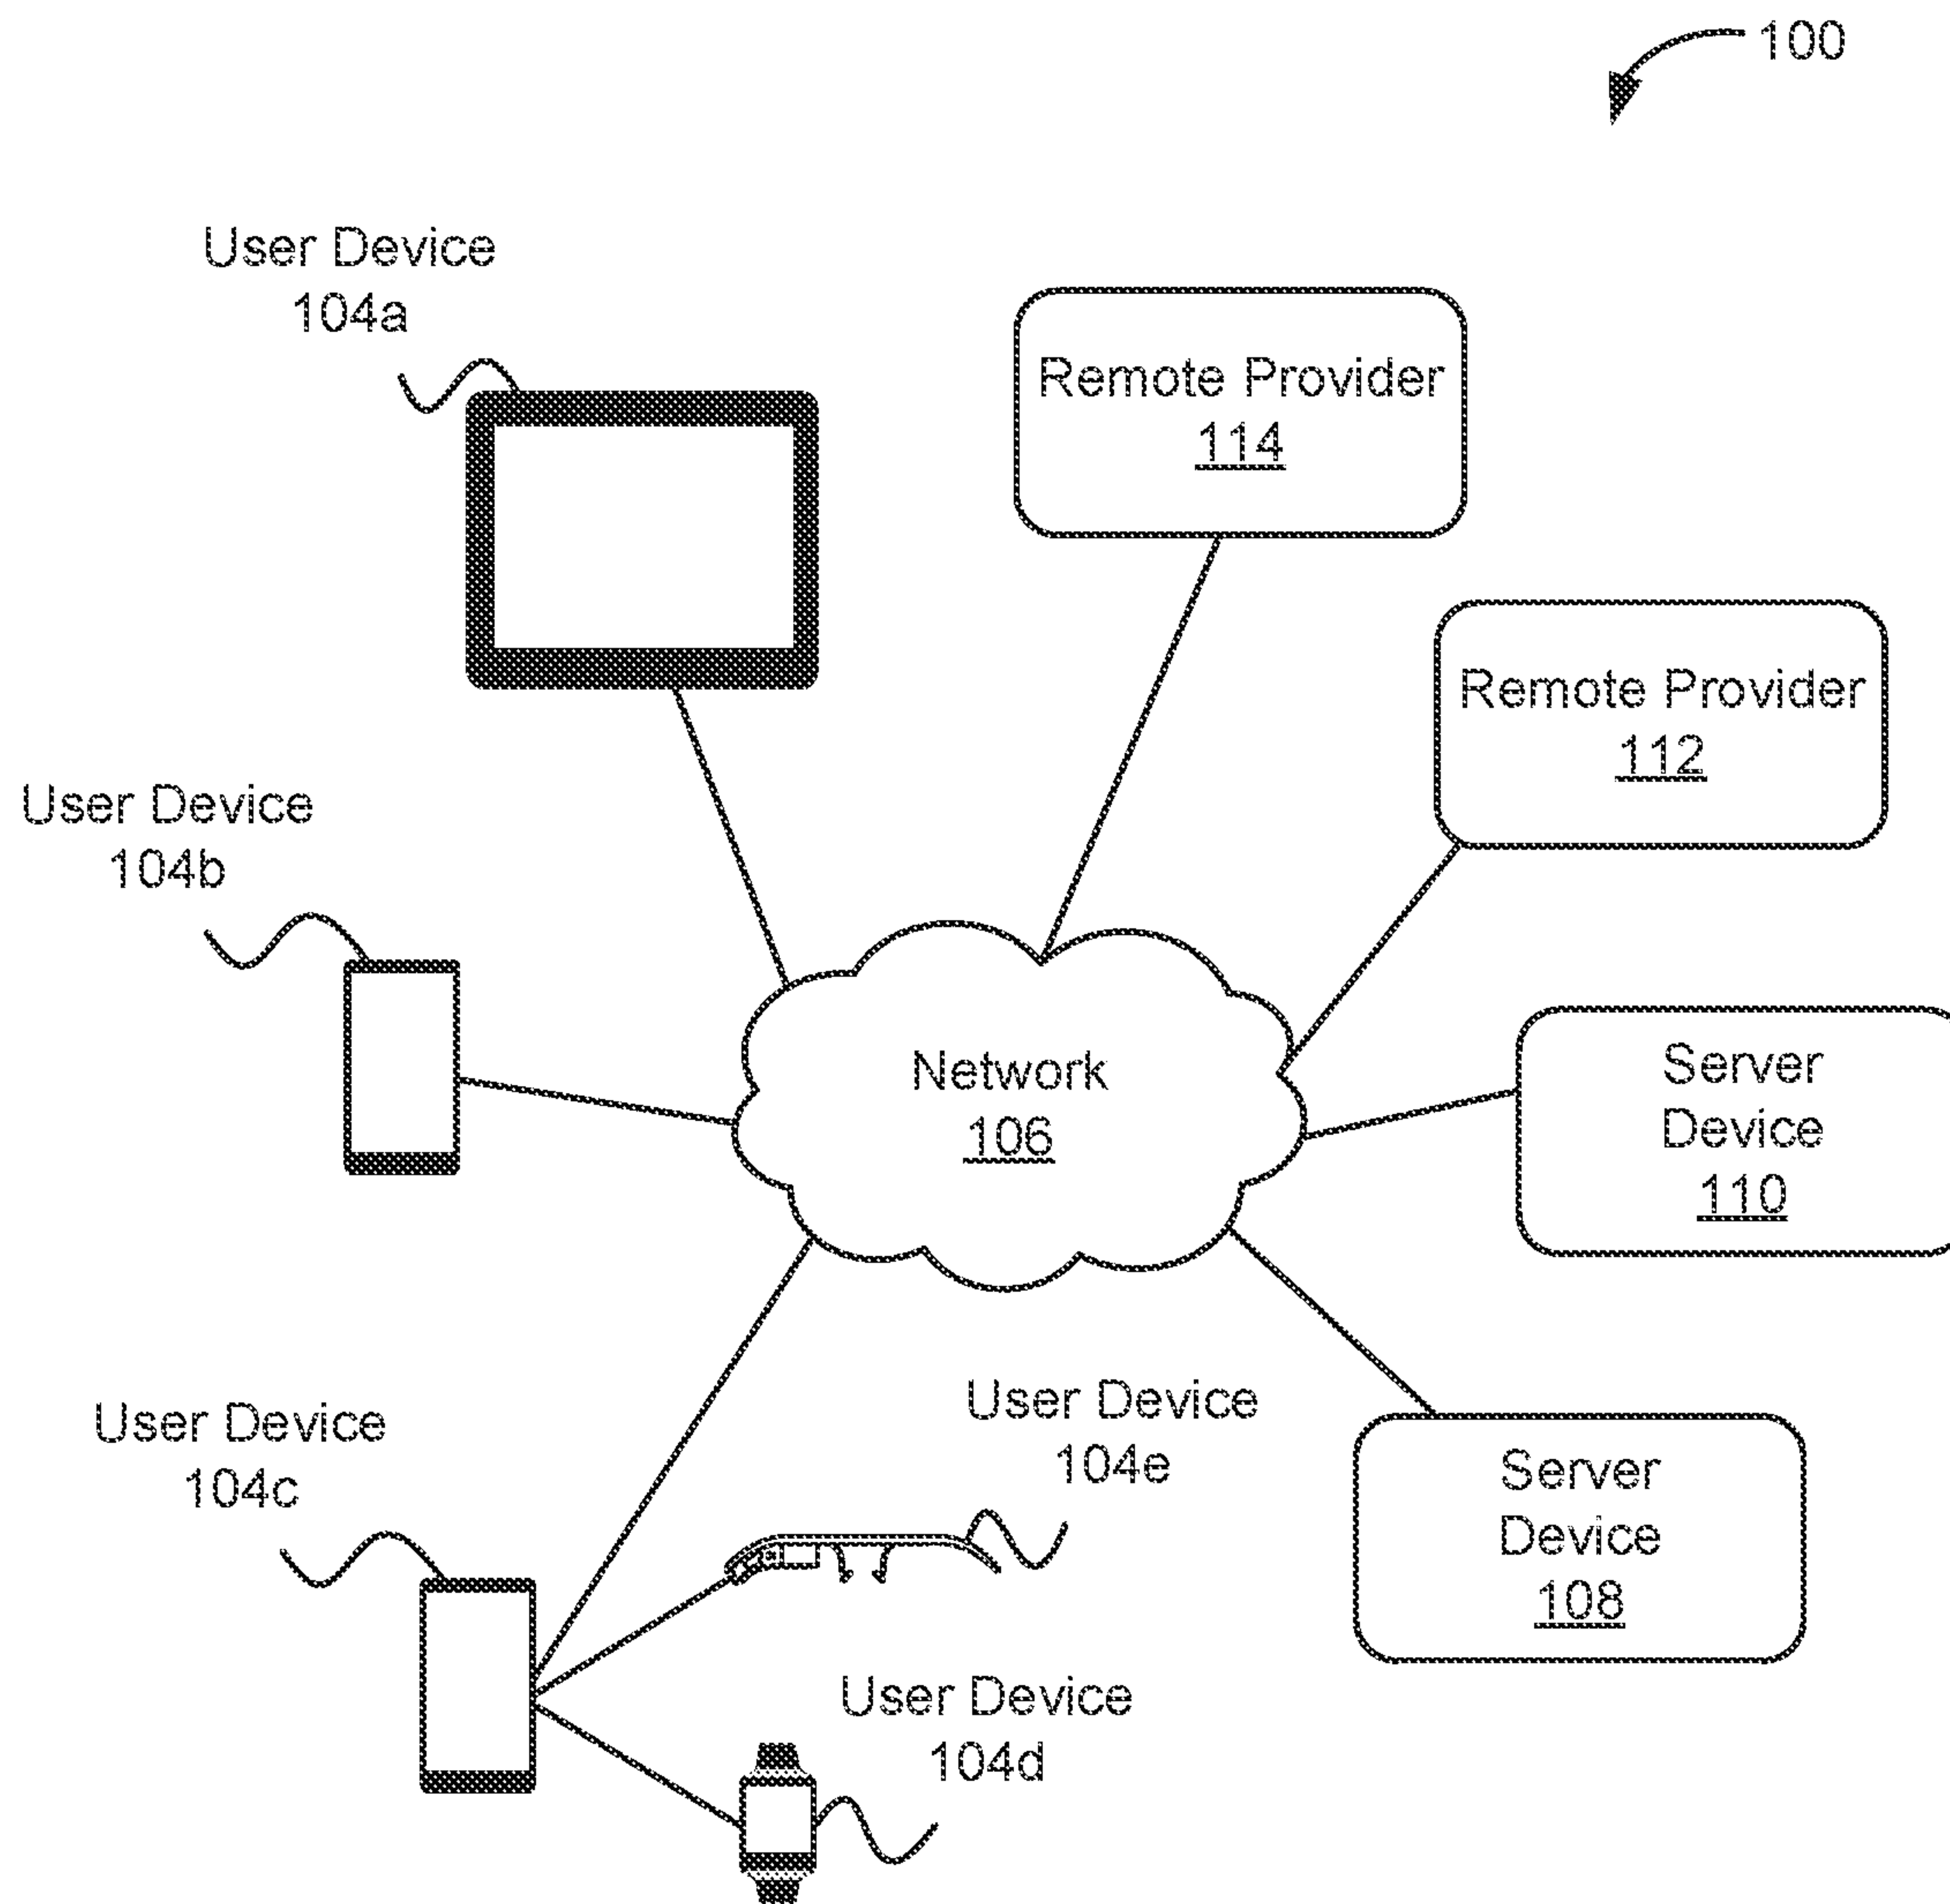 100
User Device
104a
Remote Provider
114
Remote Provider
112
User Device
104b
Network
106
Server
Device
110
User Device
104c
User Device
104e
Server
Device
108
User Device
104d